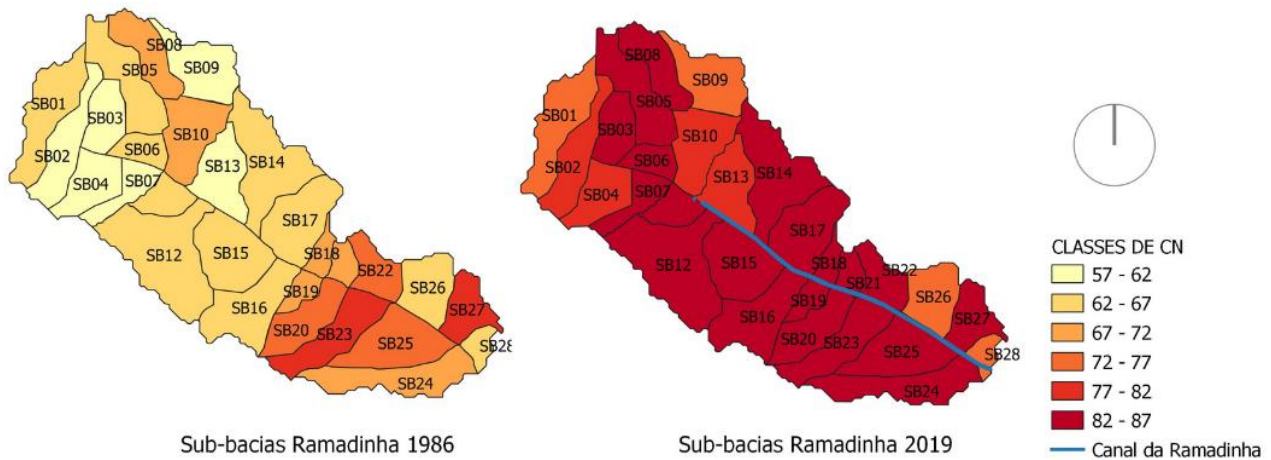 SB08
SB05
SB09
SB01
SB03
SB10
SB06
SB02
SB13
SB14
SB04
SB07
SB17
SB12
SB15
SB18
SB22
SB19
SB26
SB16
SB27
SB20
SB23
SB25
SB28
SB24
Sub-bacias Ramadinha 1986
SB08
SB09
SB05
SB01
SB03
SB10
SB06
SB02
SB13
SB14
SB04
SB07
SB17
SB12
SB15
SB18
SB22
SB21
SB19
SB26
SB16
SB27
SB20
SB23
SB25
SB28
SB24
Sub-bacias Ramadinha 2019
CLASSES DE CN
57 - 62
62 - 67
67 - 72
72 - 77
77 - 82
82 - 87
Canal da Ramadinha